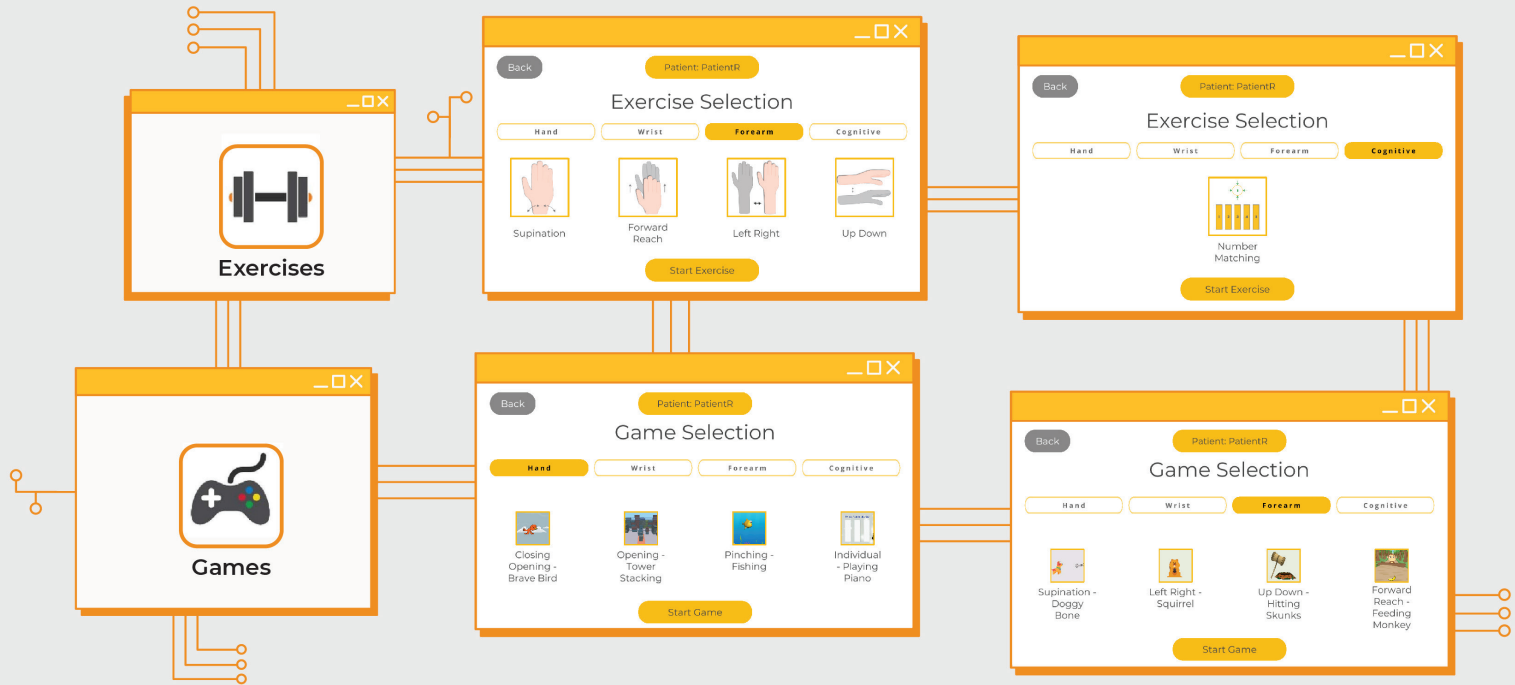 Exercises
Back
Patient: PatientR
Exercise Selection
Hand
Wrist
Forearm
Cognitive
Supination
Forward
Reach
Left Right
Up Down
Start Exercise
Back
Patient: PatientR
Exercise Selection
Hand
Wrist
Forearm
Cognitive
Number
Matching
Start Exercise
Games
Back
Patient: PatientR
Game Selection
Hand
Wrist
Forearm
Cognitive
Closing
Opening -
Brave Bird
Opening -
Tower
Stacking
Pinching -
Fishing
Individual
- Playing
Piano
Start Game
Back
Patient: PatientR
Game Selection
Hand
Wrist
Forearm
Cognitive
Supination -
Doggy
Bone
Left Right -
Squirrel
Up Down -
Hitting
Skunks
Forward
Reach -
Feeding
Monkey
Start Game